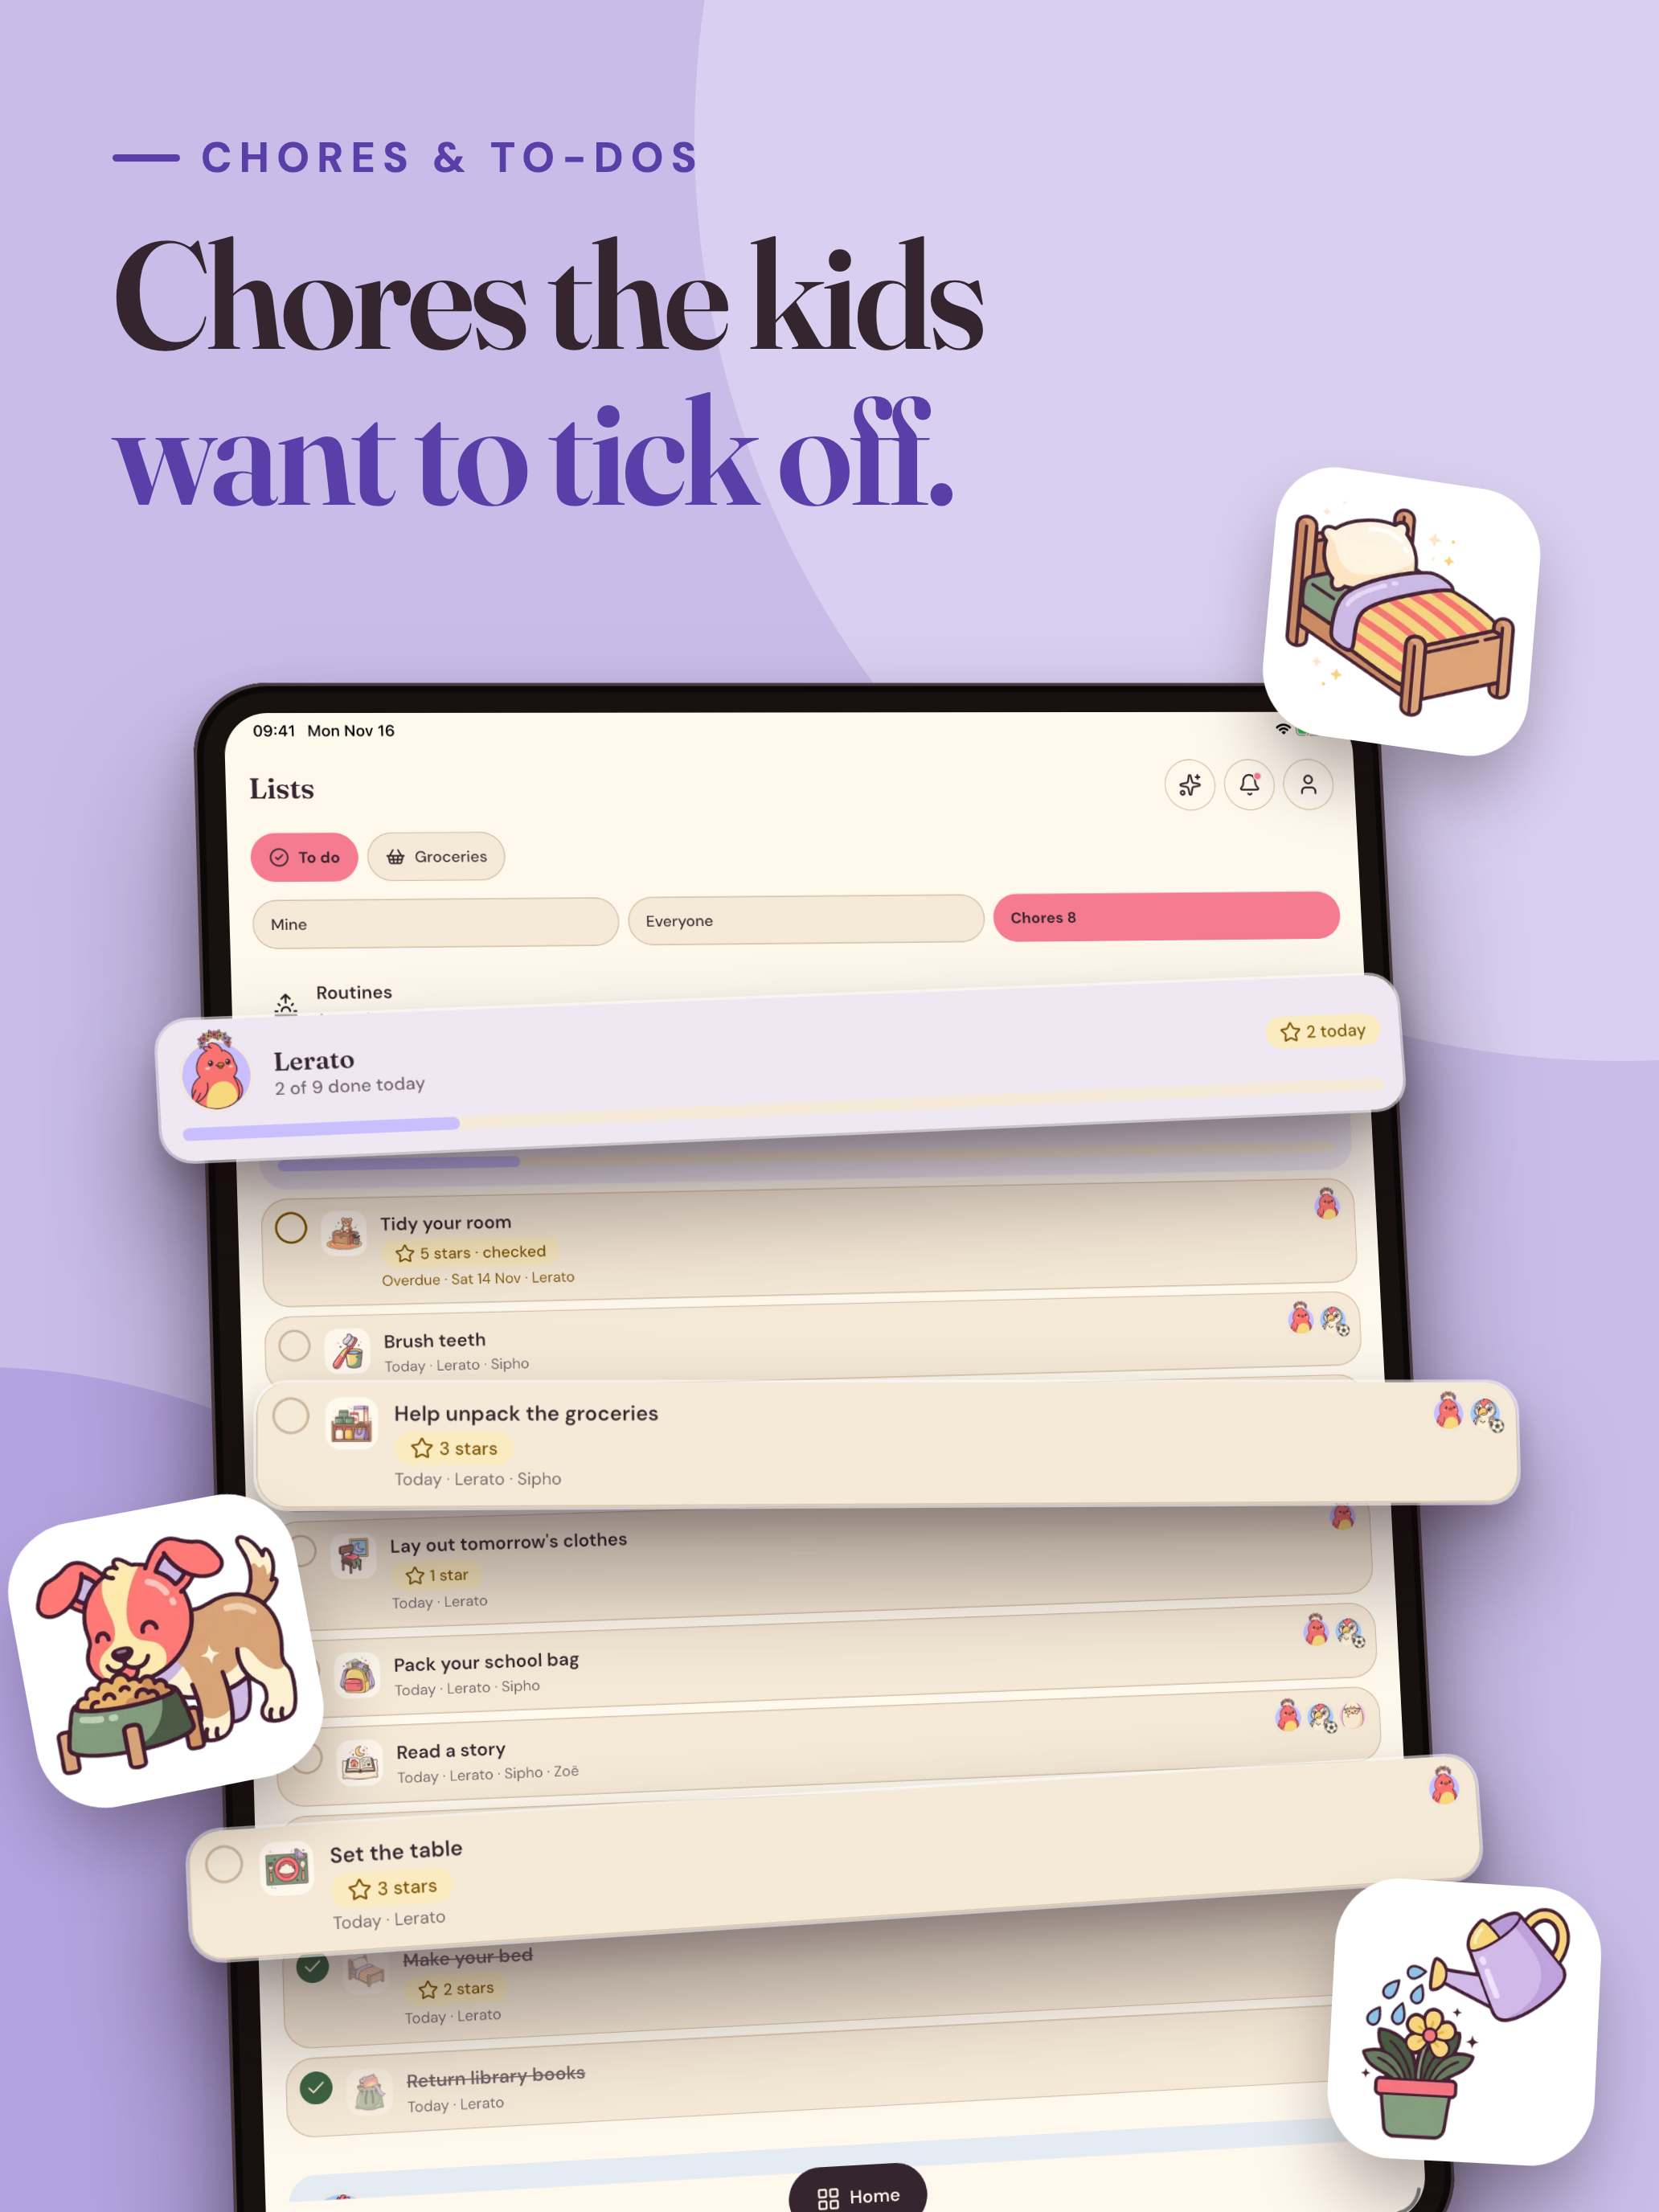 CHORES & TO-DOS
Chores the kids
want to tick off.
09:41 Mon Nov 16
Lists
To do
Groceries
Mine
Everyone
Chores 8
Routines
Lerato
2 of 9 done today
2 today
Tidy your room
5 stars · checked
Overdue · Sat 14 Nov · Lerato
Brush teeth
Today · Lerato · Sipho
Help unpack the groceries
3 stars
Today · Lerato · Sipho
Lay out tomorrow's clothes
1 star
Today · Lerato
Pack your school bag
Today · Lerato · Sipho
Read a story
Today · Lerato · Sipho · Zoë
Set the table
3 stars
Today · Lerato
Make your bed
2 stars
Today · Lerato
Return library books
Today · Lerato
Home